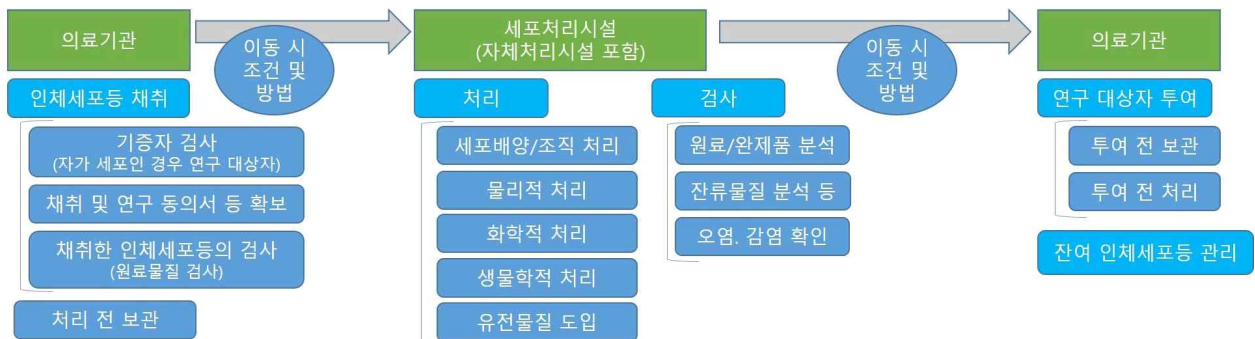 의료기관
이동 시
조건 및
방법
세포처리시설
(자체처리시설 포함)
이동 시
조건 및
방법
의료기관
인체세포등 채취
기증자 검사
(자가 세포인 경우 연구 대상자)
채취 및 연구 동의서 등 확보
채취한 인체세포등의 검사
(원료물질 검사)
처리 전 보관
처리
세포배양/조직 처리
물리적 처리
화학적 처리
생물학적 처리
유전물질 도입
검사
원료/완제품 분석
잔류물질 분석 등
오염. 감염 확인
연구 대상자 투여
투여 전 보관
투여 전 처리
잔여 인체세포등 관리